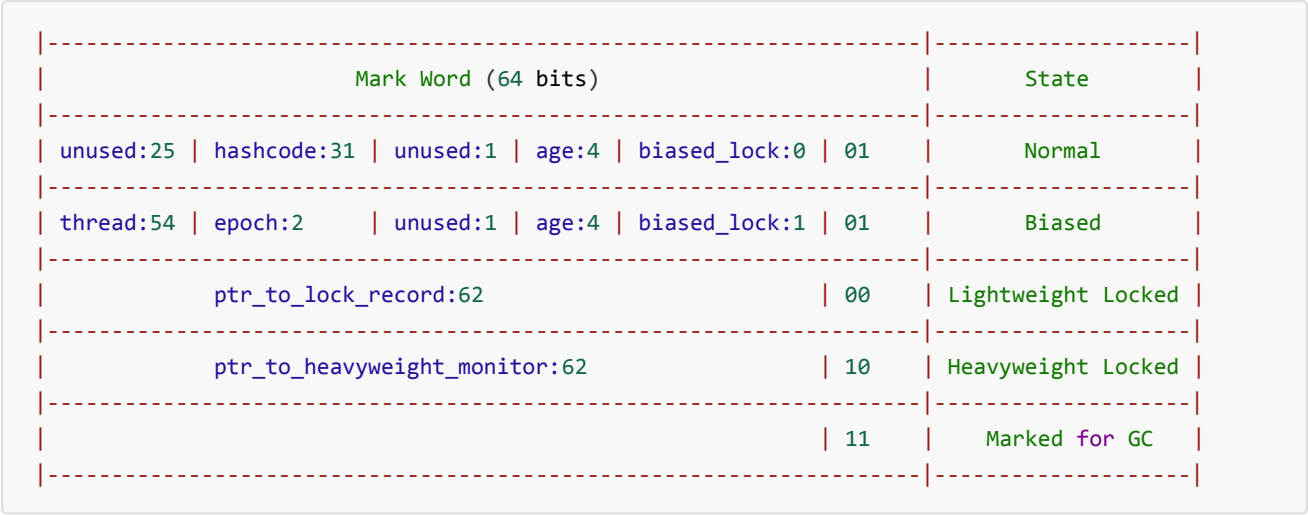 |--------------------------------------------------------------------|--------------------|
|                        Mark Word (64 bits)                         |       State        |
|--------------------------------------------------------------------|--------------------|
| unused:25 | hashcode:31 | unused:1 | age:4 | biased_lock:0 | 01    |       Normal       |
|--------------------------------------------------------------------|--------------------|
| thread:54 | epoch:2     | unused:1 | age:4 | biased_lock:1 | 01    |       Biased       |
|--------------------------------------------------------------------|--------------------|
|             ptr_to_lock_record:62                          | 00    | Lightweight Locked |
|--------------------------------------------------------------------|--------------------|
|             ptr_to_heavyweight_monitor:62                  | 10    | Heavyweight Locked |
|--------------------------------------------------------------------|--------------------|
|                                                            | 11    |    Marked for GC   |
|--------------------------------------------------------------------|--------------------|